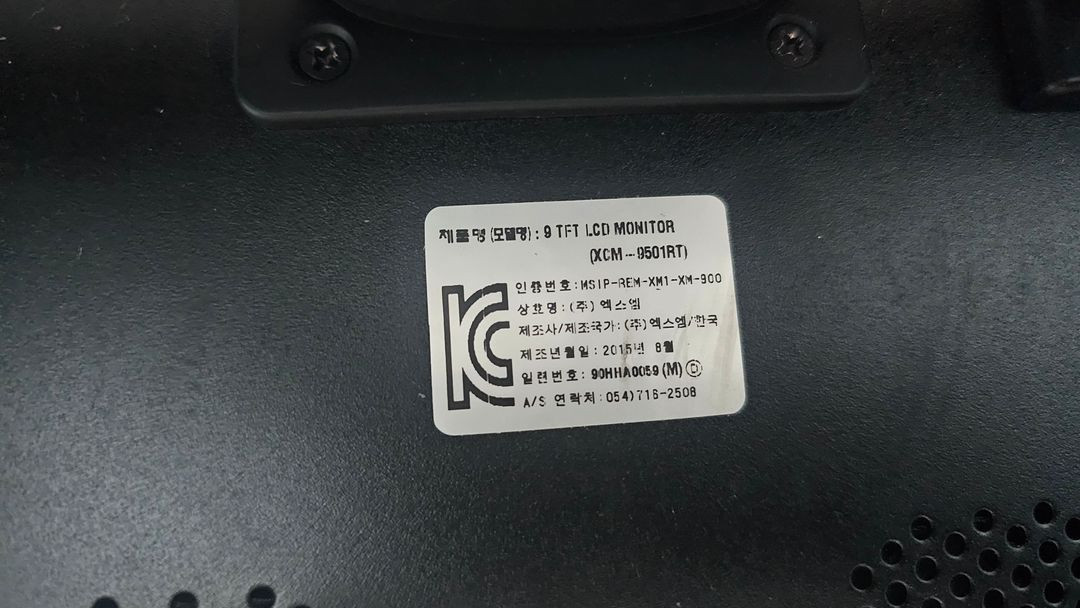 제품명(모델명) : 9 TFT LCD MONITOR
(XCM-9501RT)
인증번호 : MSIP-REM-XM1-XM-900
상호명 : (주) 엑스엠
제조사/제조국가 : (주)엑스엠/한국
제조년월일 : 2015년 8월
일련번호 : 90HHA0059 (M) Ⓓ
A/S 연락처 : 054)716-2508